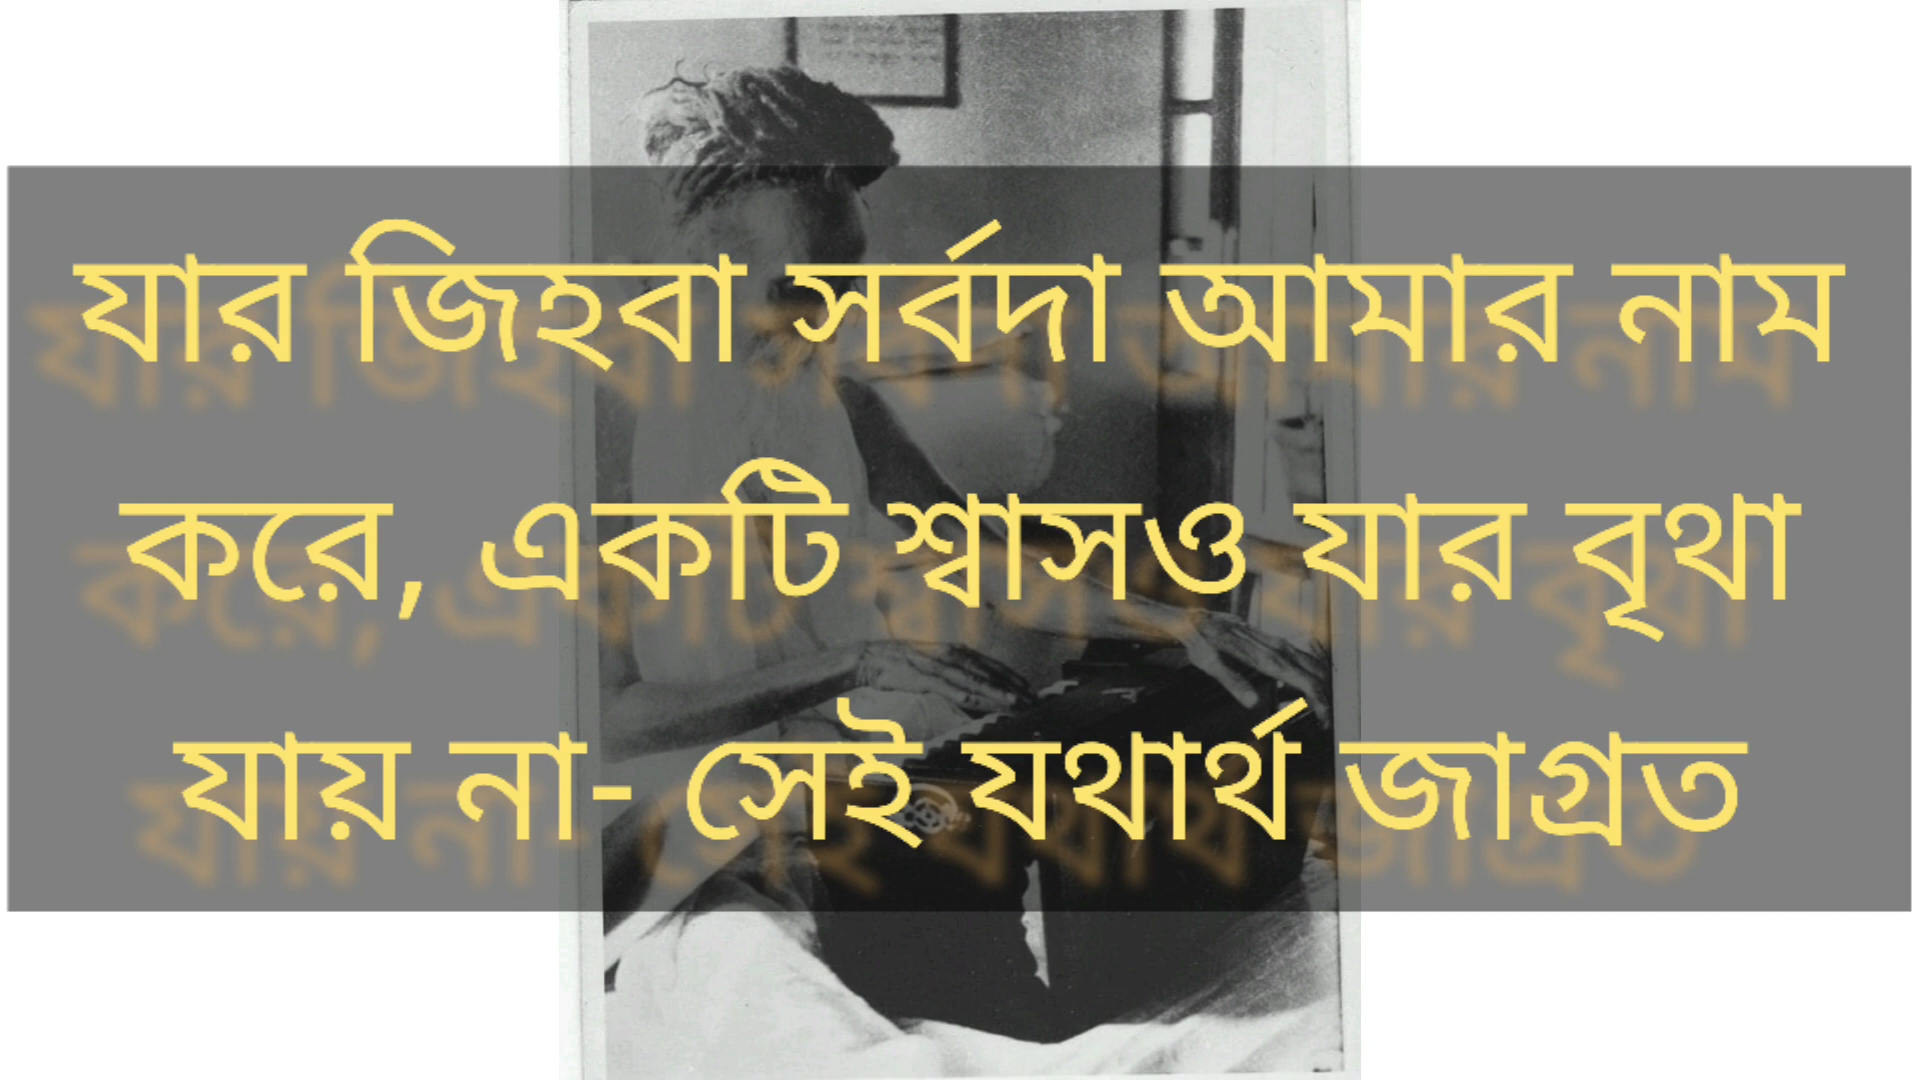 যার জিহবা সর্বদা আমার নাম
করে, একটি শ্বাসও যার বৃথা
যায় না- সেই যথার্থ জাগ্রত